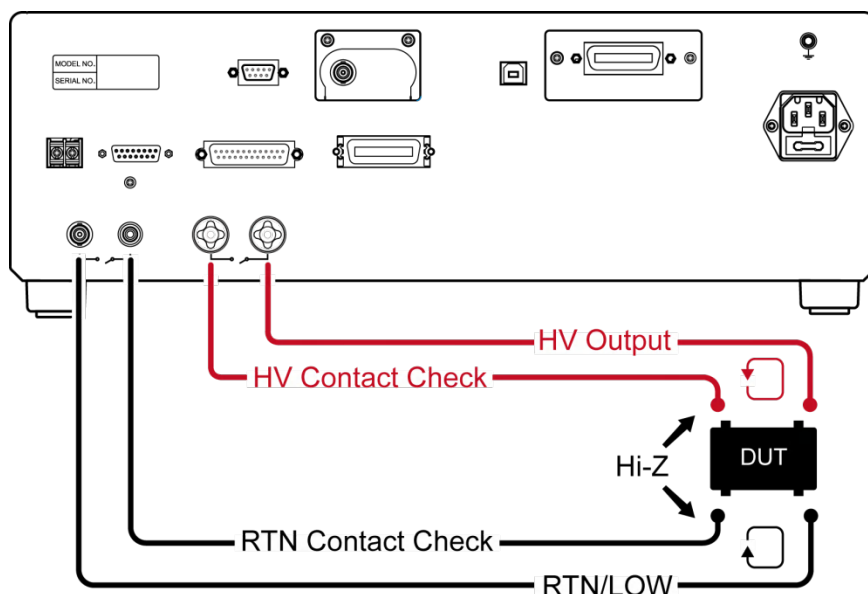 MODEL NO.
SERIAL NO.
HV Output
HV Contact Check
Hi-Z
DUT
RTN Contact Check
RTN/LOW